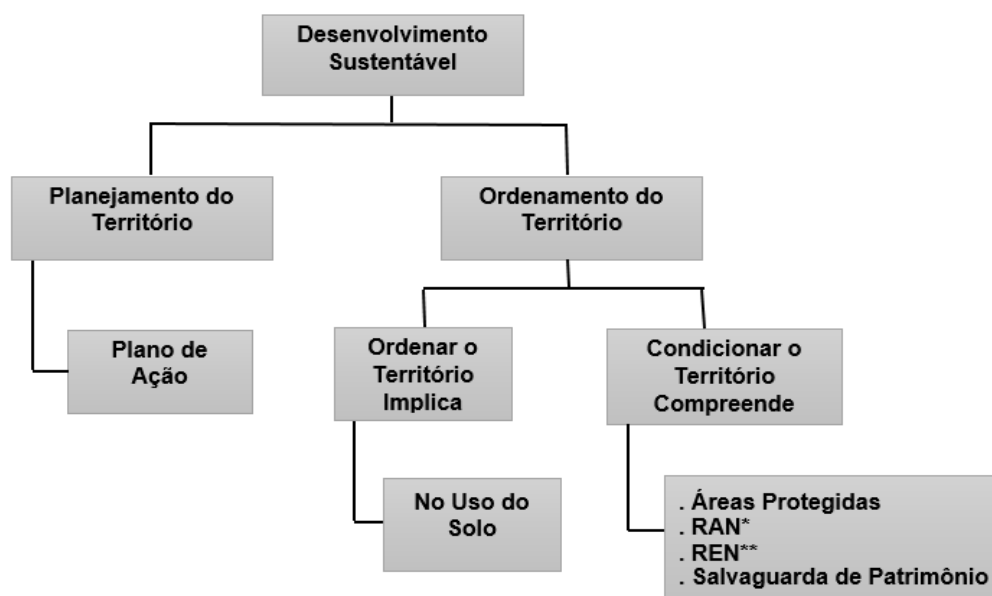 Desenvolvimento
Sustentável
Planejamento do
Território
Ordenamento do
Território
Plano de
Ação
Ordenar o
Território
Implica
Condicionar o
Território
Compreende
No Uso do
Solo
. Áreas Protegidas
. RAN*
. REN**
. Salvaguarda de Patrimônio